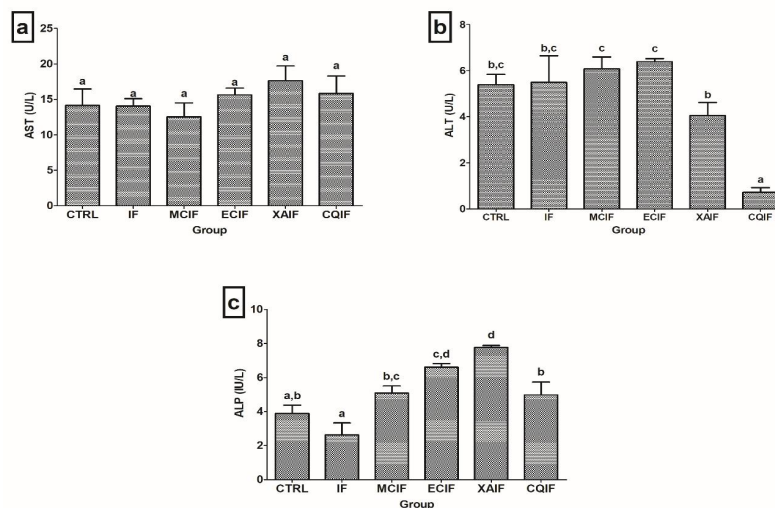 a
AST (U/L)
25
20
15
10
5
0
a a a a a a
CTRL IF MCIF ECIF XAIF CQIF
Group
b
ALT (U/L)
8
6
4
2
0
b,c b,c c c b a
CTRL IF MCIF ECIF XAIF CQIF
Group
c
ALP (IU/L)
10
8
6
4
2
0
a,b a b,c c,d d b
CTRL IF MCIF ECIF XAIF CQIF
Group